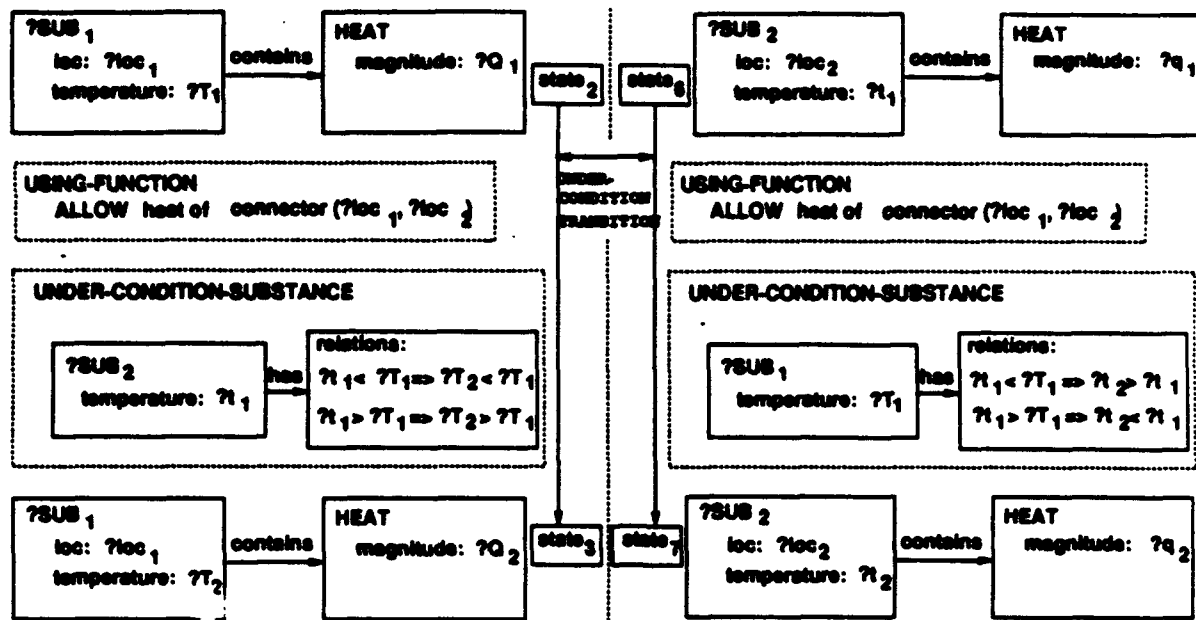 ?SUB 1
loc: ?loc 1
temperature: ?T1
contains
HEAT
magnitude: ?Q 1
state 2
state 6
?SUB 2
loc: ?loc2
temperature: ?t 1
contains
HEAT
magnitude: ?q 1
USING-FUNCTION
ALLOW heat of connector (?loc 1, ?loc 2)
UNDER-
CONDITION
TRANSITION
USING-FUNCTION
ALLOW heat of connector (?loc 1, ?loc 2)
UNDER-CONDITION-SUBSTANCE
?SUB 2
temperature: ?t 1
has
relations:
?t 1 < ?T1 => ?T2 < ?T1
?t 1 > ?T1 => ?T2 > ?T1
UNDER-CONDITION-SUBSTANCE
?SUB 1
temperature: ?T1
has
relations:
?t 1 < ?T1 => ?t 2 > ?t 1
?t 1 > ?T1 => ?t 2 < ?t 1
?SUB 1
loc: ?loc 1
temperature: ?T2
contains
HEAT
magnitude: ?Q 2
state 3
state 7
?SUB 2
loc: ?loc2
temperature: ?t 2
contains
HEAT
magnitude: ?q 2